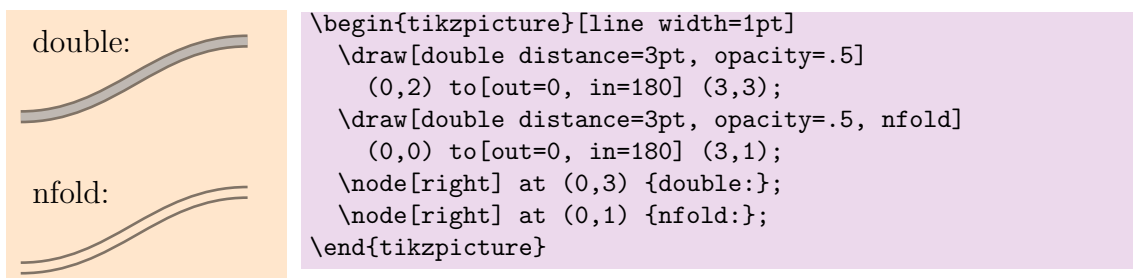 double:
nfold:
\begin{tikzpicture}[line width=1pt]
  \draw[double distance=3pt, opacity=.5]
    (0,2) to[out=0, in=180] (3,3);
  \draw[double distance=3pt, opacity=.5, nfold]
    (0,0) to[out=0, in=180] (3,1);
  \node[right] at (0,3) {double:};
  \node[right] at (0,1) {nfold:};
\end{tikzpicture}